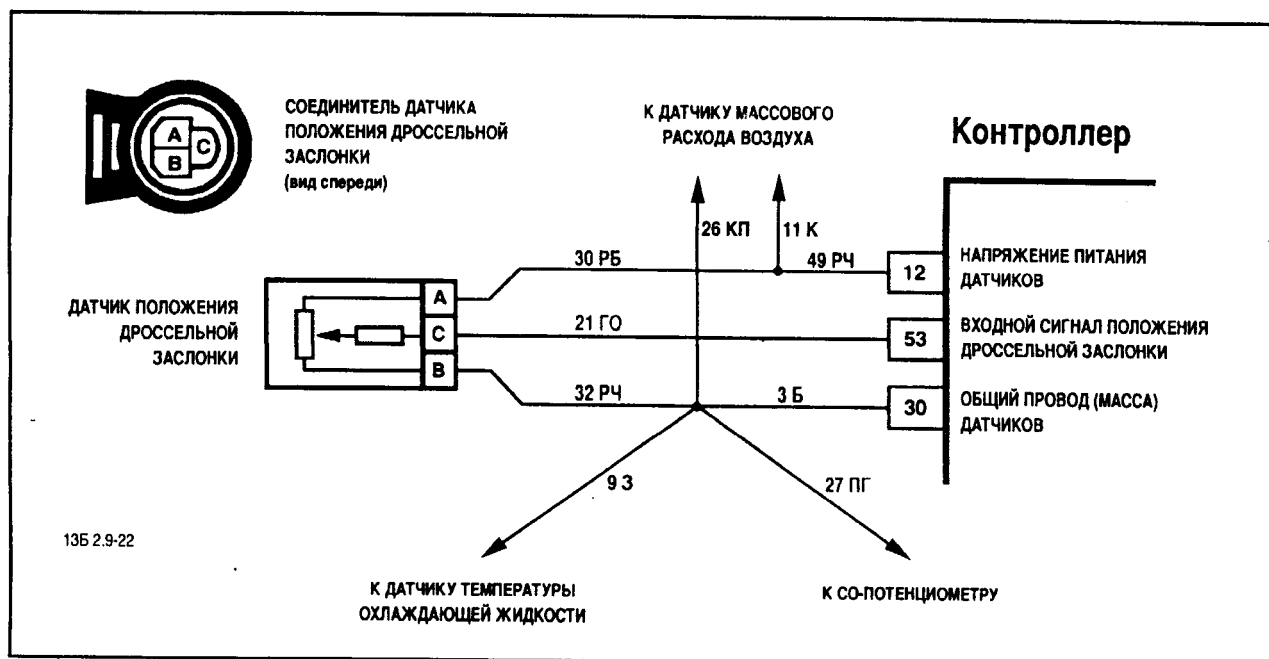 A
B
C
СОЕДИНИТЕЛЬ ДАТЧИКА
ПОЛОЖЕНИЯ ДРОССЕЛЬНОЙ
ЗАСЛОНКИ
(вид спереди)
К ДАТЧИКУ МАССОВОГО
РАСХОДА ВОЗДУХА
Контроллер
26 КП
11 К
30 РБ
49 РЧ
12
НАПРЯЖЕНИЕ ПИТАНИЯ
ДАТЧИКОВ
ДАТЧИК ПОЛОЖЕНИЯ
ДРОССЕЛЬНОЙ
ЗАСЛОНКИ
A
C
B
21 ГО
53
ВХОДНОЙ СИГНАЛ ПОЛОЖЕНИЯ
ДРОССЕЛЬНОЙ ЗАСЛОНКИ
32 РЧ
3 Б
30
ОБЩИЙ ПРОВОД (МАССА)
ДАТЧИКОВ
9 З
27 ПГ
13Б 2.9-22
К ДАТЧИКУ ТЕМПЕРАТУРЫ
ОХЛАЖДАЮЩЕЙ ЖИДКОСТИ
К СО-ПОТЕНЦИОМЕТРУ